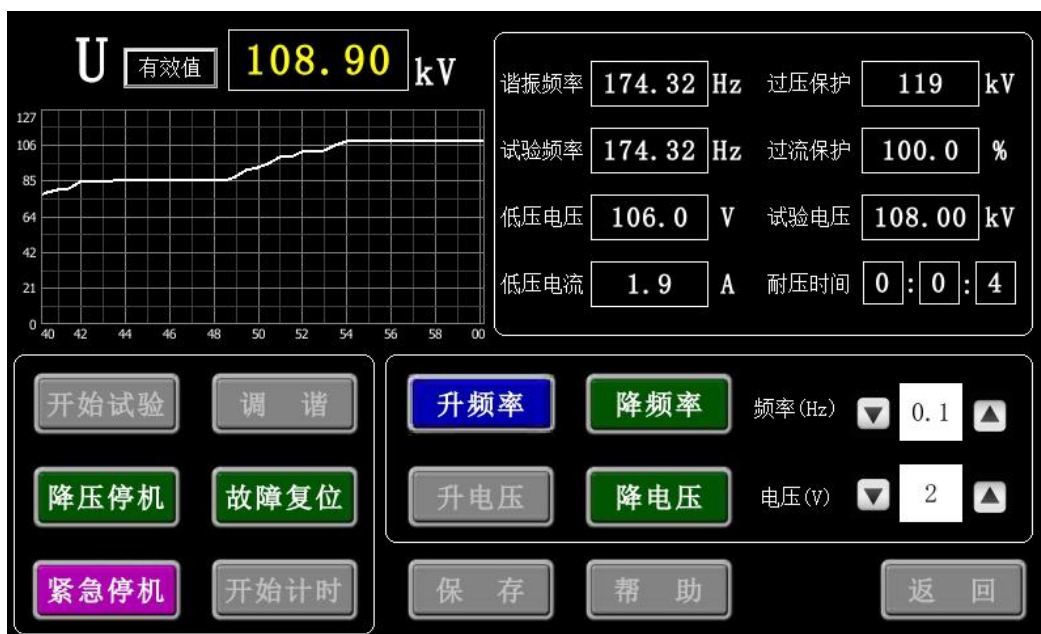 U 有效值 108.90 kV
127
106
85
64
42
21
0
40 42 44 46 48 50 52 54 56 58 00
谐振频率 174.32 Hz 过压保护 119 kV
试验频率 174.32 Hz 过流保护 100.0 %
低压电压 106.0 V 试验电压 108.00 kV
低压电流 1.9 A 耐压时间 0:0:4
开始试验 调 谐
降压停机 故障复位
紧急停机 开始计时
升频率 降频率 频率(Hz) 0.1
升电压 降电压 电压(V) 2
保 存 帮 助 返 回